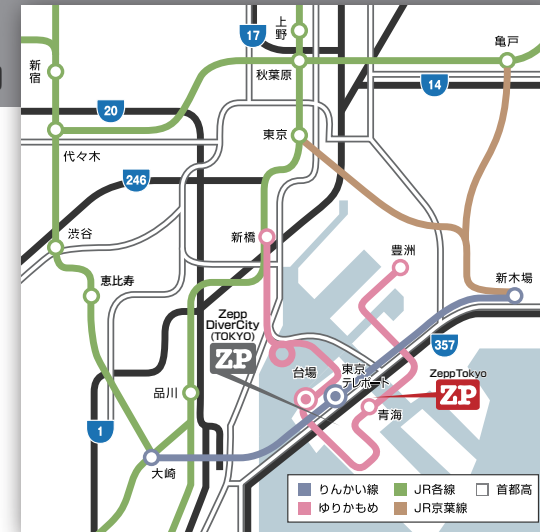 17
上野
亀戸
新宿
秋葉原
14
20
代々木
東京
246
渋谷
新橋
豊洲
恵比寿
新木場
Zepp
DiverCity
(TOKYO)
ZP
357
台場
東京
テレポート
ZeppTokyo
ZP
品川
青海
1
大崎
りんかい線
JR各線
首都高
ゆりかもめ
JR京葉線